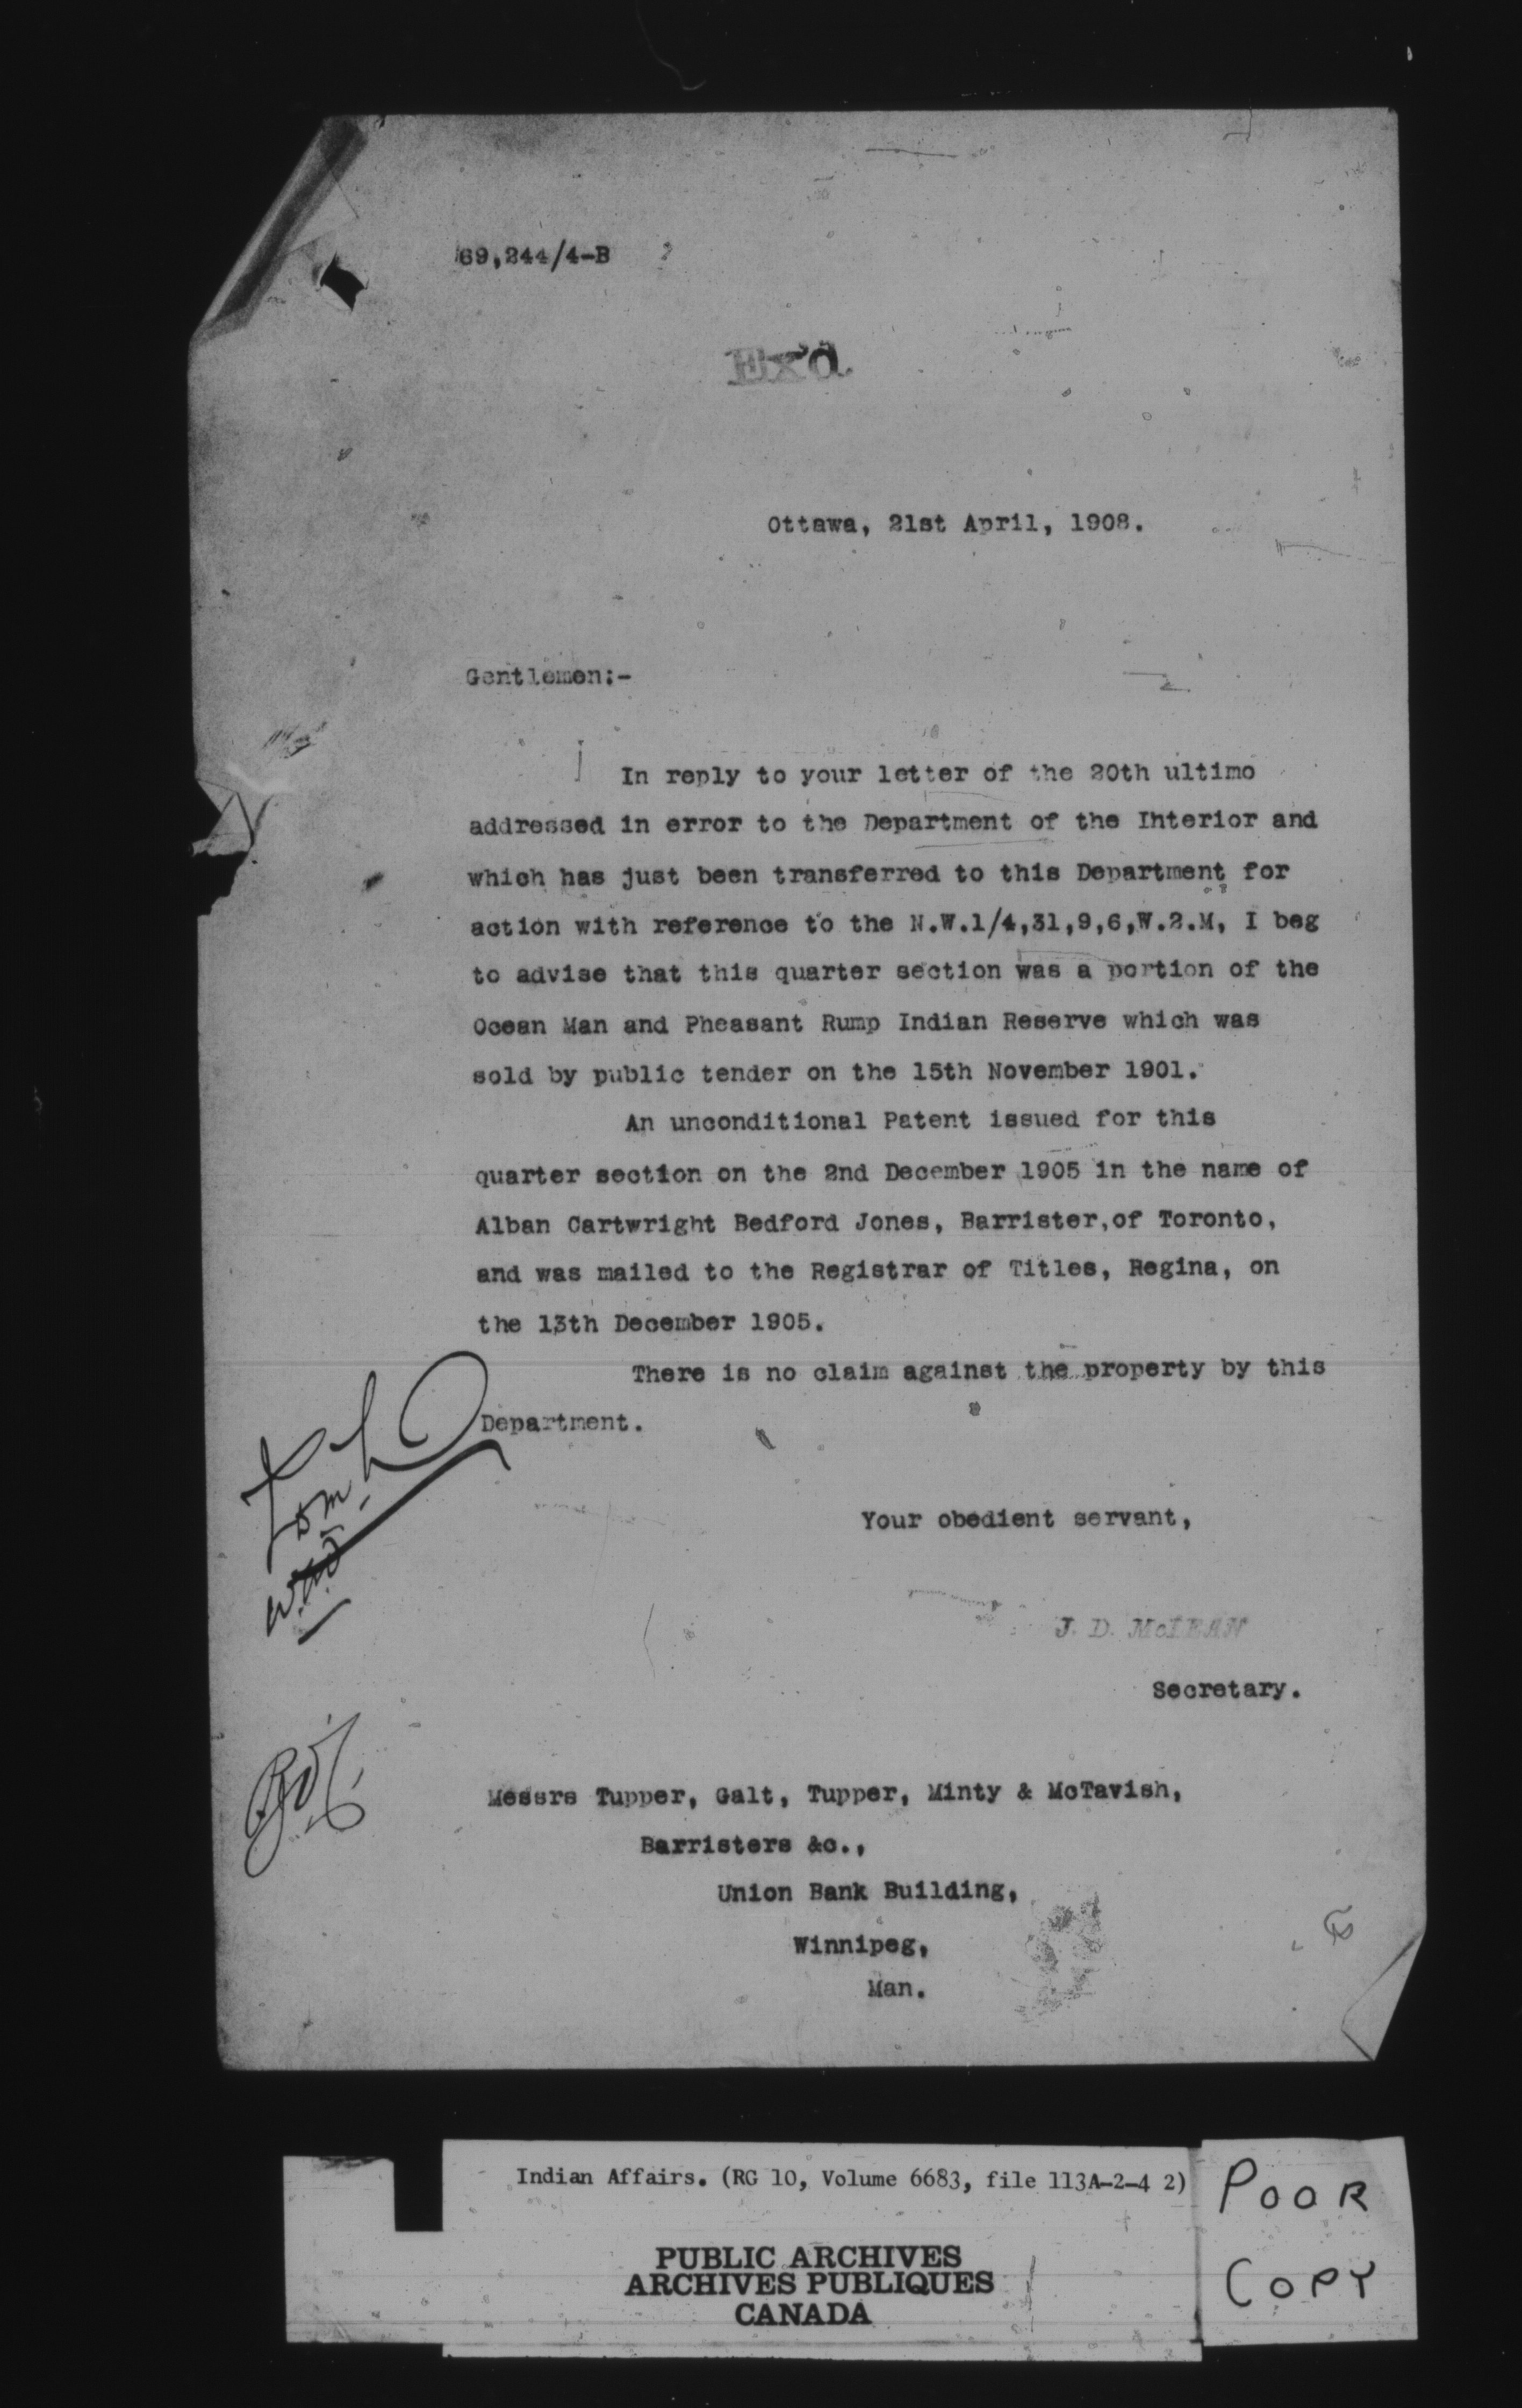 69,244/4-B
Ex'd
Ottawa, 21st April, 1908.
Gentlemen:-
In reply to your letter of the 20th ultimo
addressed in error to the Department of the Ihterior and
which has just been transferred to this Department for
action with reference to the N.W.1/4,31,9,6,W.2.M, I beg
to advise that this quarter section was a portion of the
Ocean Man and Pheasant Rump Indian Reserve which was
sold by public tender on the 15th November 1901.
An unconditional Patent issued for this
quarter section on the 2nd December 1905 in the name of
Alban Cartwright Bedford Jones, Barrister,of Toronto,
and was mailed to the Registrar of Titles, Regina, on
the 13th December 1905.
There is no claim against the property by this
Department.
Your obedient servant,
J. D. McLEAN
Secretary.
Messrs Tupper, Galt, Tupper, Minty & McTavish,
Barristers &c.,
Union Bank Building,
Winnipeg,
Man.
Indian Affairs. (RG 10, Volume 6683, file 113A-2-4 2)
PUBLIC ARCHIVES
ARCHIVES PUBLIQUES
CANADA
POOR
COPY